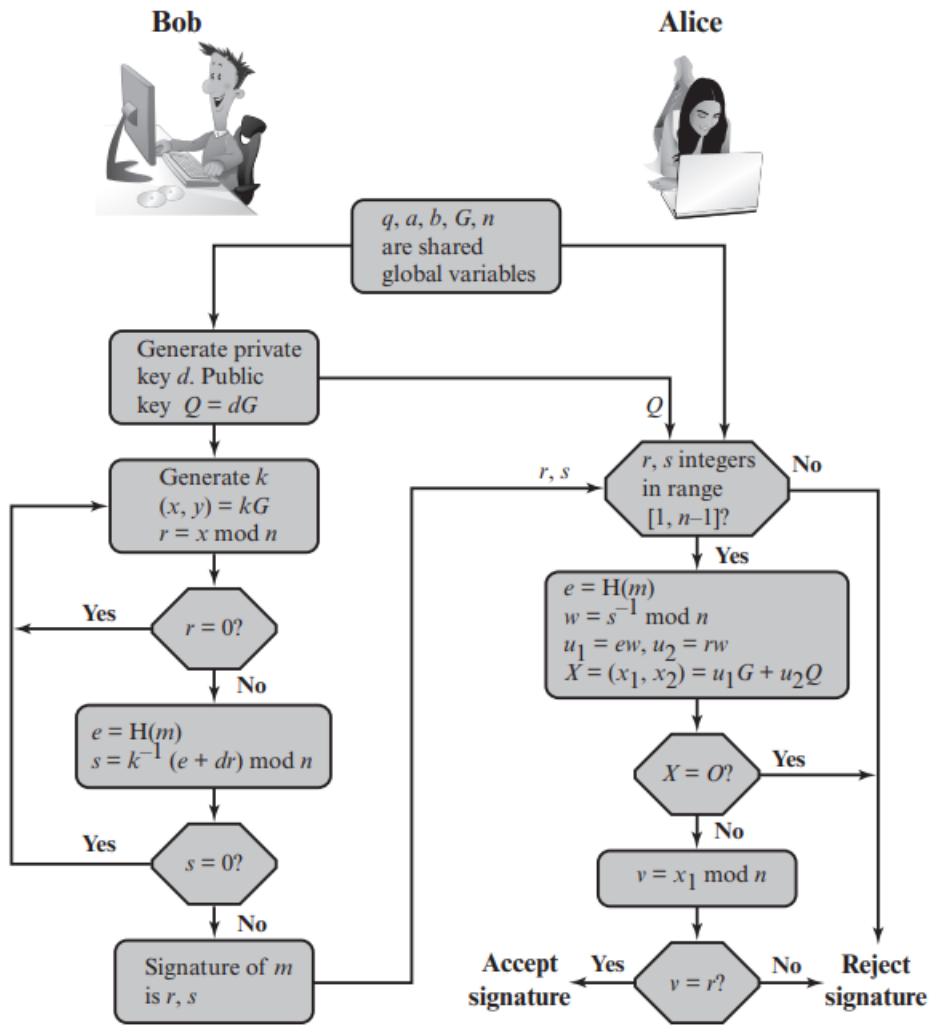 Bob
Alice
q, a, b, G, n
are shared
global variables
Generate private
key d. Public
key Q = dG
Q
Generate k
(x, y) = kG
r = x mod n
r, s
r, s integers
in range
[1, n–1]?
No
Yes
Yes
r = 0?
No
e = H(m)
w = s⁻¹ mod n
u₁ = ew, u₂ = rw
X = (x₁, x₂) = u₁G + u₂Q
e = H(m)
s = k⁻¹ (e + dr) mod n
X = O?
Yes
No
Yes
s = 0?
No
v = x₁ mod n
Signature of m
is r, s
Accept
signature
Yes
v = r?
No
Reject
signature